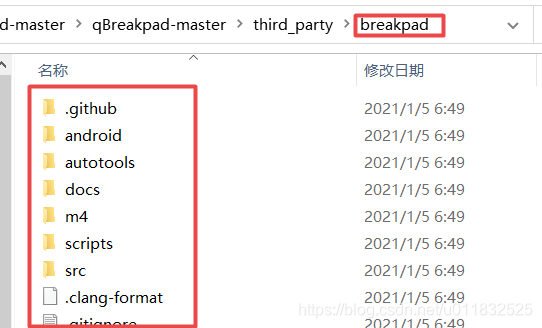 d-master > qBreakpad-master > third_party > breakpad
名称 修改日期
.github 2021/1/5 6:49
android 2021/1/5 6:49
autotools 2021/1/5 6:49
docs 2021/1/5 6:49
m4 2021/1/5 6:49
scripts 2021/1/5 6:49
src 2021/1/5 6:49
.clang-format 2021/1/5 6:49
.gitignore 2021/1/5 6:49
https://blog.csdn.net/u011832525